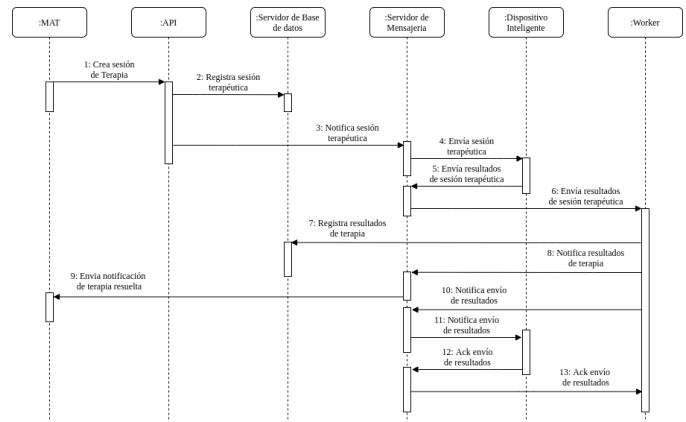 :MAT
:API
:Servidor de Base
de datos
:Servidor de
Mensajeria
:Dispositivo
Inteligente
:Worker
1: Crea sesión
de Terapia
2: Registra sesión
terapéutica
3: Notifica sesión
terapéutica
4: Envía sesión
terapéutica
5: Envía resultados
de sesión terapéutica
6: Envía resultados
de sesión terapéutica
7: Registra resultados
de terapia
8: Notifica resultados
de terapia
9: Envia notificación
de terapia resuelta
10: Notifica envío
de resultados
11: Notifica envío
de resultados
12: Ack envío
de resultados
13: Ack envío
de resultados